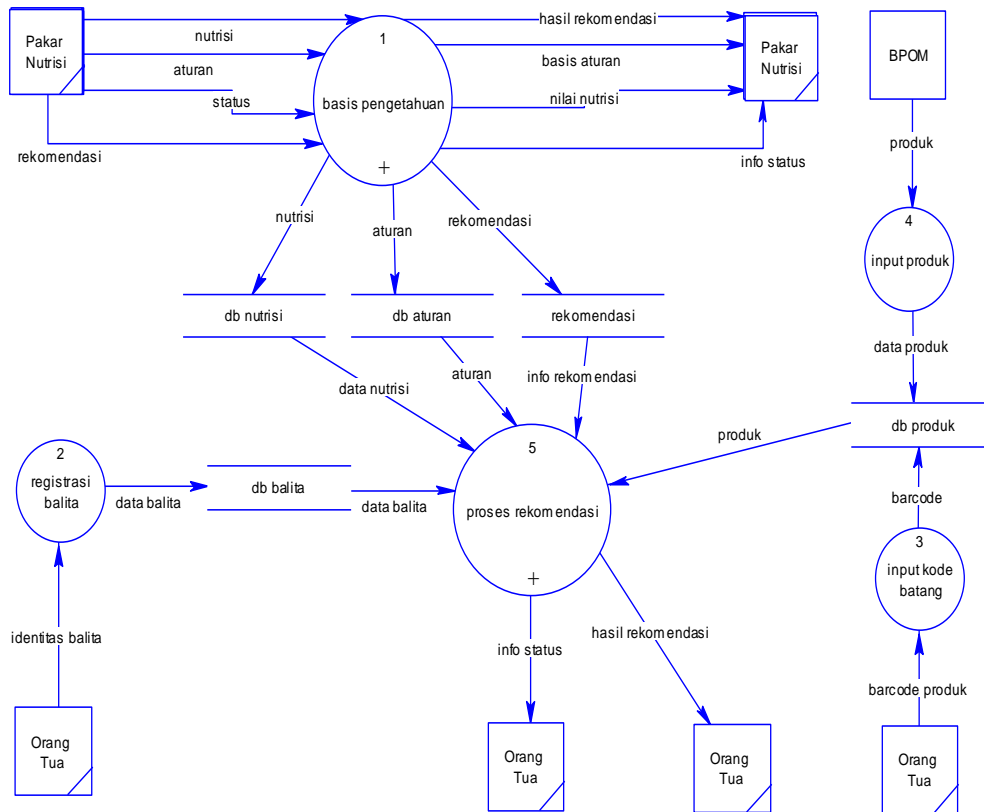 Pakar
Nutrisi
nutrisi
aturan
status
rekomendasi
1
basis pengetahuan
+
hasil rekomendasi
basis aturan
nilai nutrisi
info status
Pakar
Nutrisi
BPOM
produk
4
input produk
data produk
nutrisi
aturan
rekomendasi
db nutrisi
db aturan
rekomendasi
data nutrisi
aturan
info rekomendasi
db produk
produk
barcode
3
input kode
batang
barcode produk
2
registrasi
balita
data balita
db balita
data balita
5
proses rekomendasi
+
identitas balita
info status
hasil rekomendasi
Orang
Tua
Orang
Tua
Orang
Tua
Orang
Tua